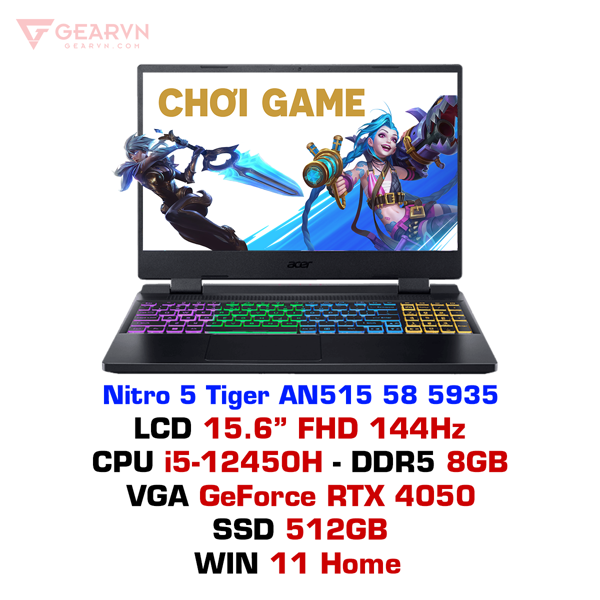 GEARVN
GEARVN.COM
CHƠI GAME
acer
Nitro 5 Tiger AN515 58 5935
LCD 15.6” FHD 144Hz
CPU i5-12450H - DDR5 8GB
VGA GeForce RTX 4050
SSD 512GB
WIN 11 Home